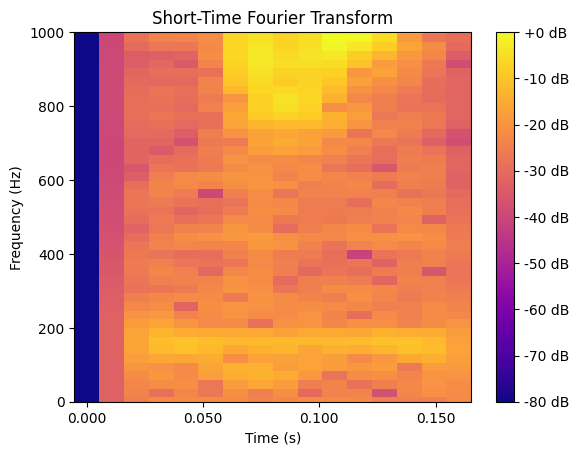 Short-Time Fourier Transform
Frequency (Hz)
1000
800
600
400
200
0
0.000
0.050
0.100
0.150
Time (s)
+0 dB
-10 dB
-20 dB
-30 dB
-40 dB
-50 dB
-60 dB
-70 dB
-80 dB